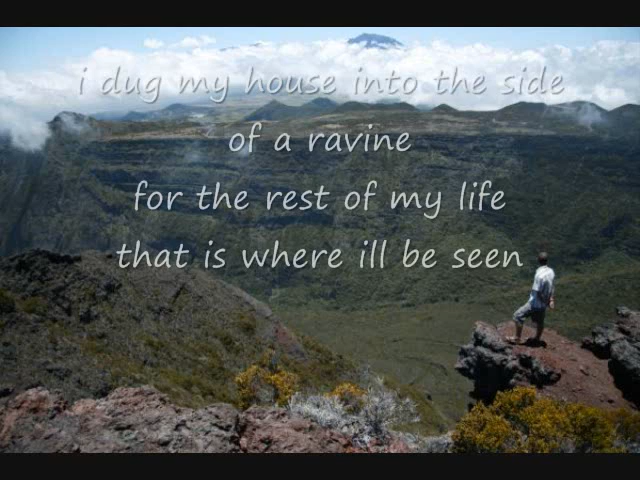 i dug my house into the side
of a ravine
for the rest of my life
that is where ill be seen